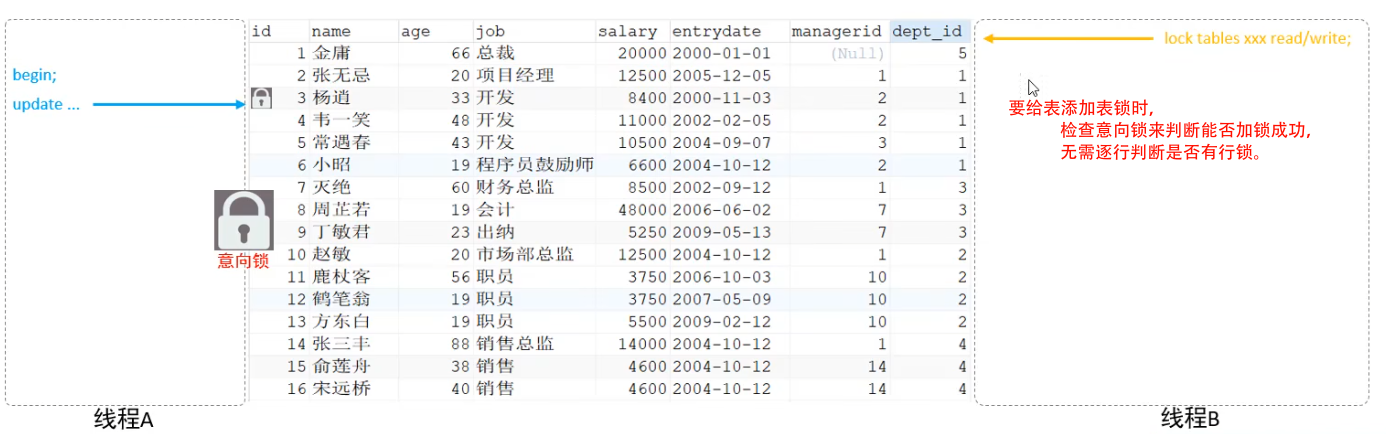 id name age job salary entrydate managerid dept_id
1 金庸 66 总裁 20000 2000-01-01 (Null) 5
lock tables xxx read/write;
begin;
2 张无忌 20 项目经理 12500 2005-12-05 1 1
update ...
3 杨逍 33 开发 8400 2000-11-03 2 1
要给表添加表锁时,
4 韦一笑 48 开发 11000 2002-02-05 2 1
检查意向锁来判断能否加锁成功,
5 常遇春 43 开发 10500 2004-09-07 3 1
无需逐行判断是否有行锁。
6 小昭 19 程序员鼓励师 6600 2004-10-12 2 1
7 灭绝 60 财务总监 8500 2002-09-12 1 3
8 周芷若 19 会计 48000 2006-06-02 7 3
9 丁敏君 23 出纳 5250 2009-05-13 7 3
意向锁
10 赵敏 20 市场部总监 12500 2004-10-12 1 2
11 鹿杖客 56 职员 3750 2006-10-03 10 2
12 鹤笔翁 19 职员 3750 2007-05-09 10 2
13 方东白 19 职员 5500 2009-02-12 10 2
14 张三丰 88 销售总监 14000 2004-10-12 1 4
15 俞莲舟 38 销售 4600 2004-10-12 14 4
16 宋远桥 40 销售 4600 2004-10-12 14 4
线程A
线程B